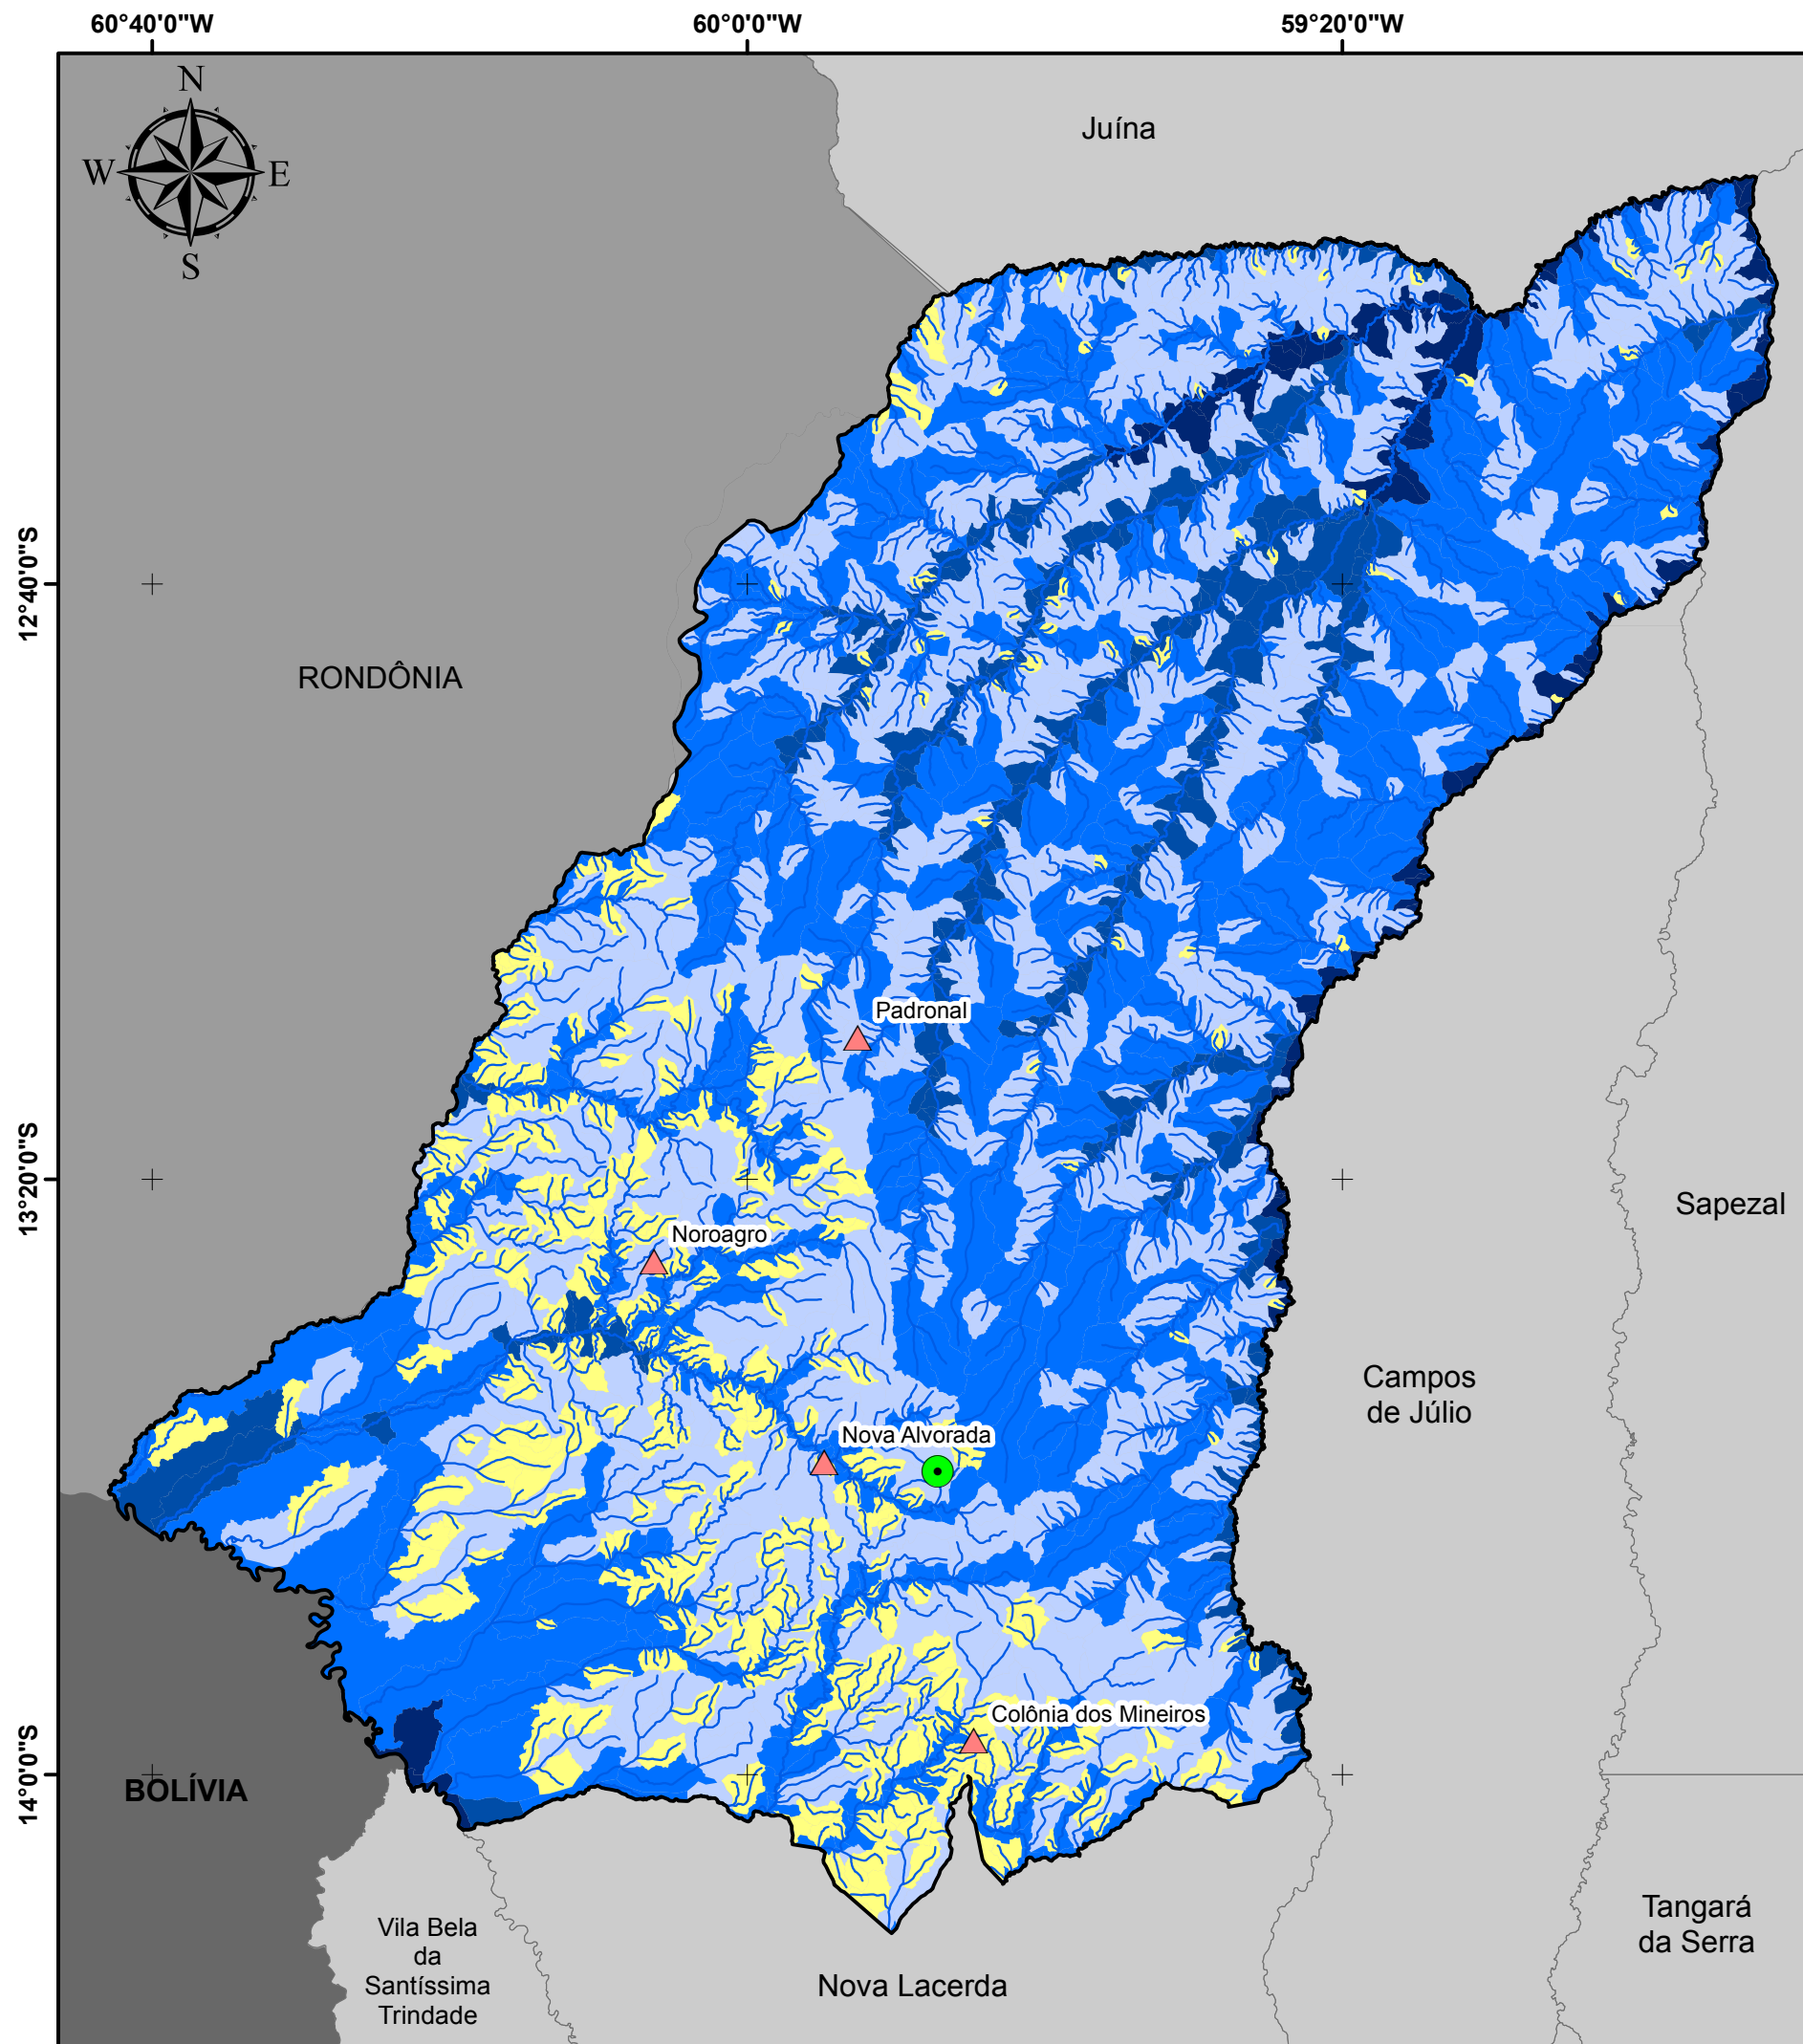 60°40'0"W
60°0'0"W
59°20'0"W
N
W
E
S
Juína
12°40'0"S
RONDÔNIA
Padronal
13°20'0"S
Sapezal
Noroagro
Campos
de Júlio
Nova Alvorada
Colônia dos Mineiros
14°0'0"S
BOLÍVIA
Vila Bela
da
Santíssima
Trindade
Nova Lacerda
Tangará
da Serra